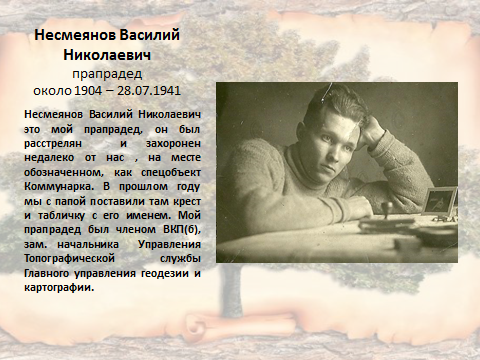 Несмеянов Василий
Николаевич
прапрадед
около 1904 – 28.07.1941
Несмеянов Василий Николаевич
это мой прапрадед, он был
расстрелян и захоронен
недалеко от нас , на месте
обозначенном, как спецобъект
Коммунарка. В прошлом году
мы с папой поставили там крест
и табличку с его именем. Мой
прапрадед был членом ВКП(б),
зам. начальника Управления
Топографической службы
Главного управления геодезии и
картографии.